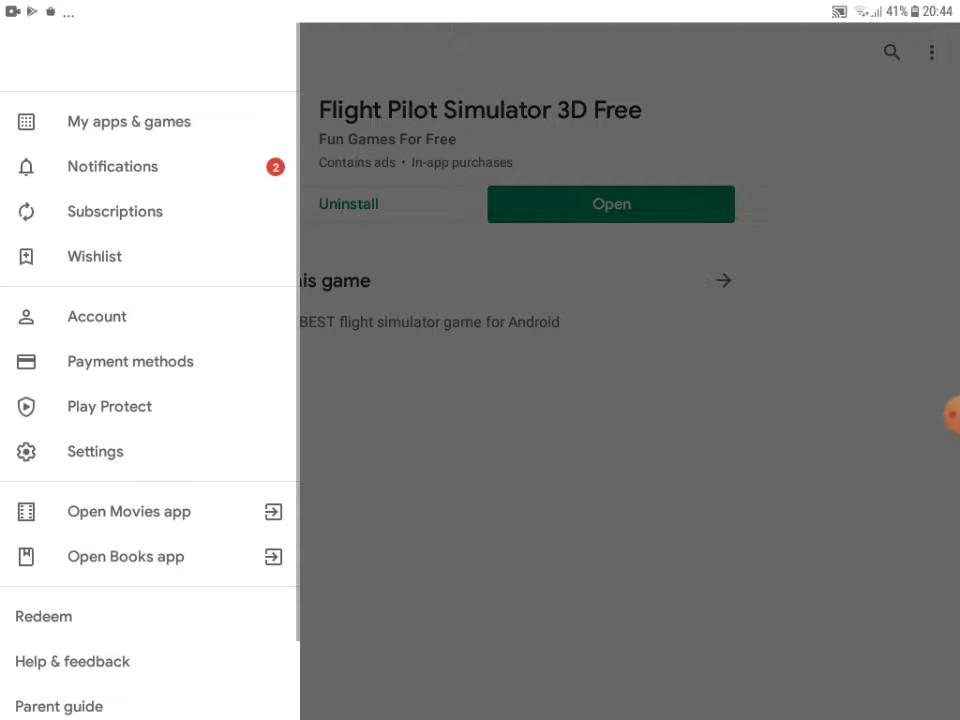 ...
41%
20:44
My apps & games
Notifications
2
Subscriptions
Wishlist
Account
Payment methods
Play Protect
Settings
Open Movies app
Open Books app
Redeem
Help & feedback
Parent guide
Flight Pilot Simulator 3D Free
Fun Games For Free
Contains ads • In-app purchases
Uninstall
Open
is game
BEST flight simulator game for Android